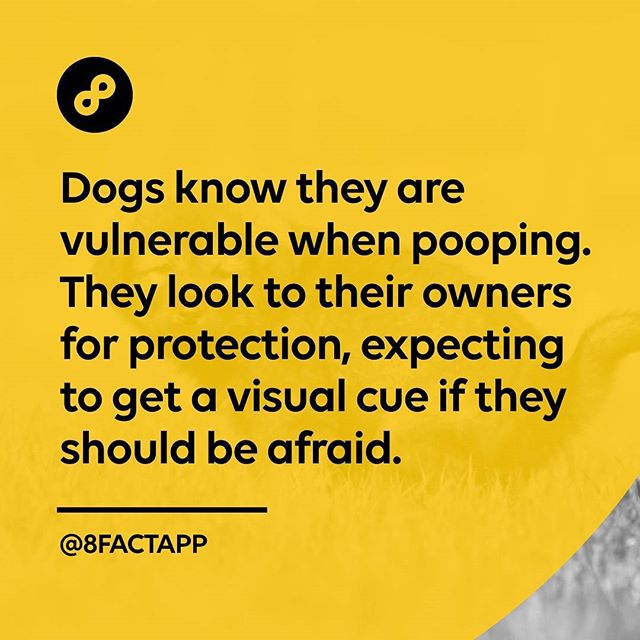 Dogs know they are
vulnerable when pooping.
They look to their owners
for protection, expecting
to get a visual cue if they
should be afraid.
@8FACTAPP